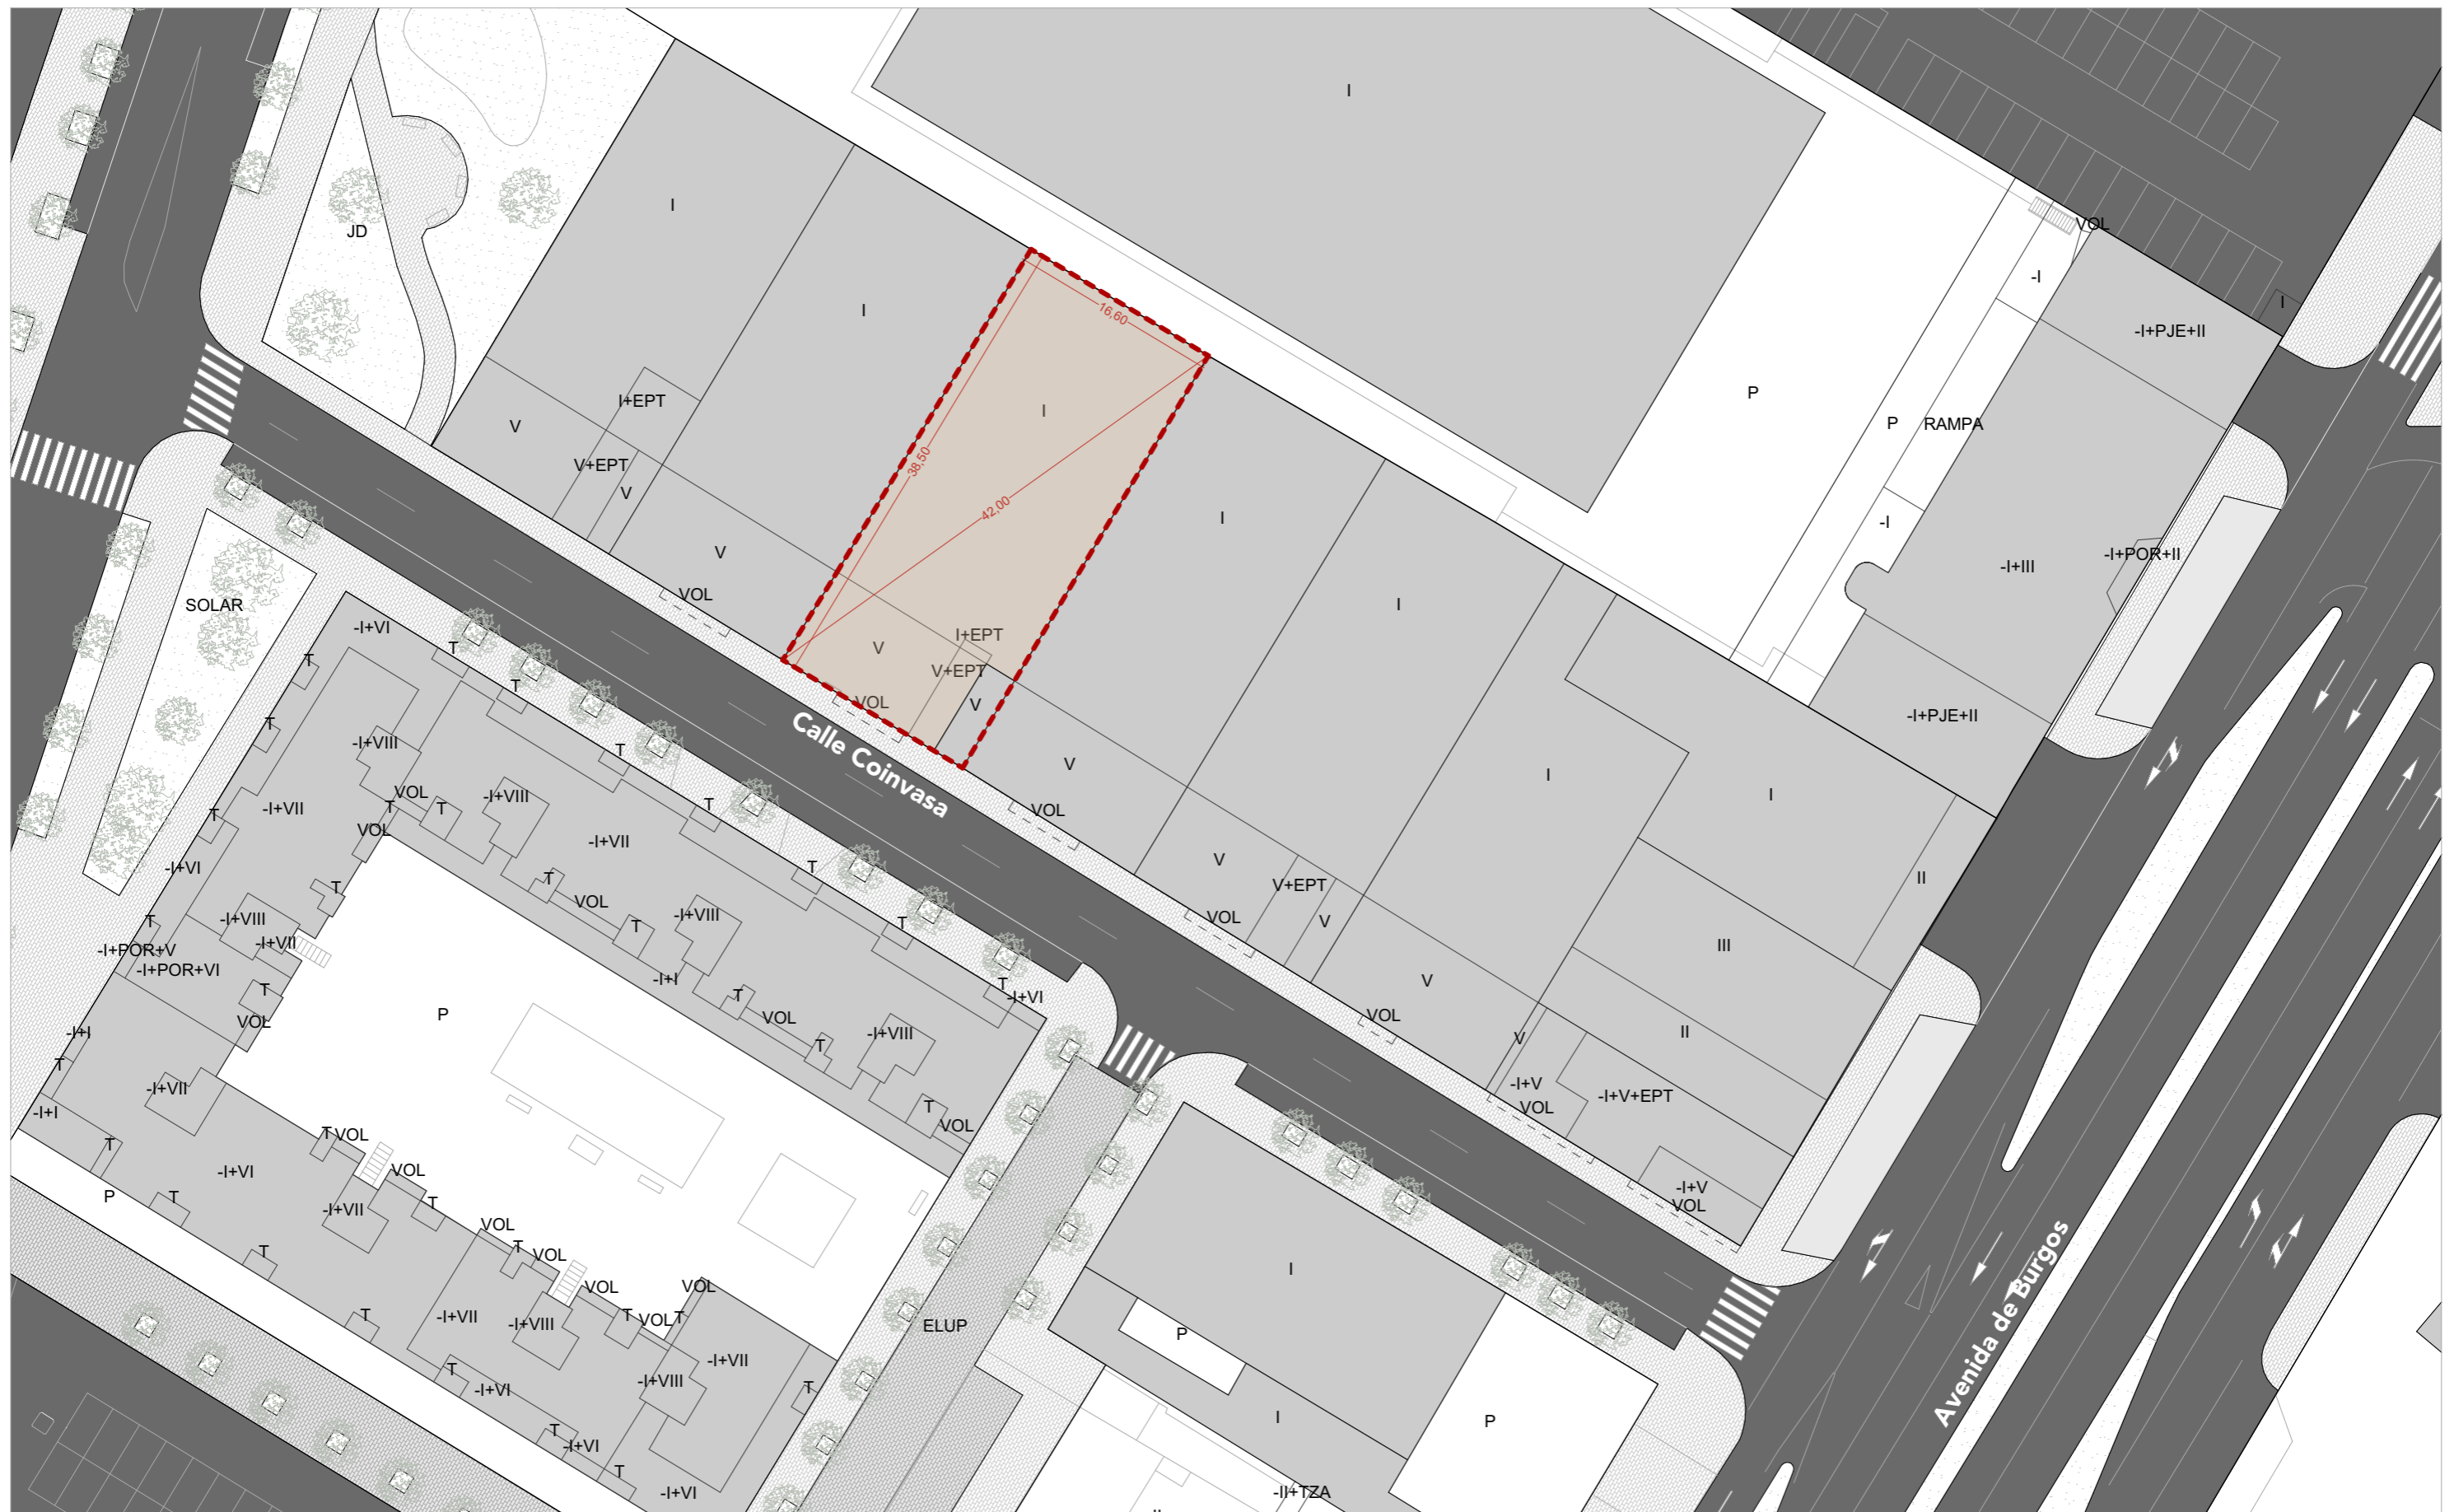 I
VOL
I
JD
-I
I
I
-I+PJE+II
16,60
P
I+EPT
I
V
P
RAMPA
38,50
V+EPT
V
42,00
I
-I
V
-I+POR+II
-I+III
VOL
I
SOLAR
-I+VI
I+EPT
V
V+EPT
T
T
T
VOL
V
-I+PJE+II
Calle Coinvasa
T
-I+VIII
T
V
I
I
VOL
-I+VIII
T
T
T
VOL
-I+VII
T
VOL
-I+VII
V
T
-I+VI
T
II
T
V+EPT
VOL
T
-I+VIII
VOL
-I+VIII
T
T
T
V
-I+VII
III
-I+POR+V
-I+POR+VI
-I+I
V
T
T
T
-I+VI
P
VOL
VOL
VOL
-I+I
-I+VIII
T
II
V
T
-I+VII
-I+V
-I+V+EPT
VOL
T
-I+I
VOL
T
T
VOL
-I+VI
VOL
-I+V
P
T
T
VOL
-I+VII
VOL
T
VOL
T
I
Avenida de Burgos
VOL
VOL
T
-I+VII
T
VOL
T
-I+VIII
ELUP
P
-I+VII
T
-I+VIII
T
-I+VI
I
P
T
-I+VI
T
-I+VI
-II+TZA